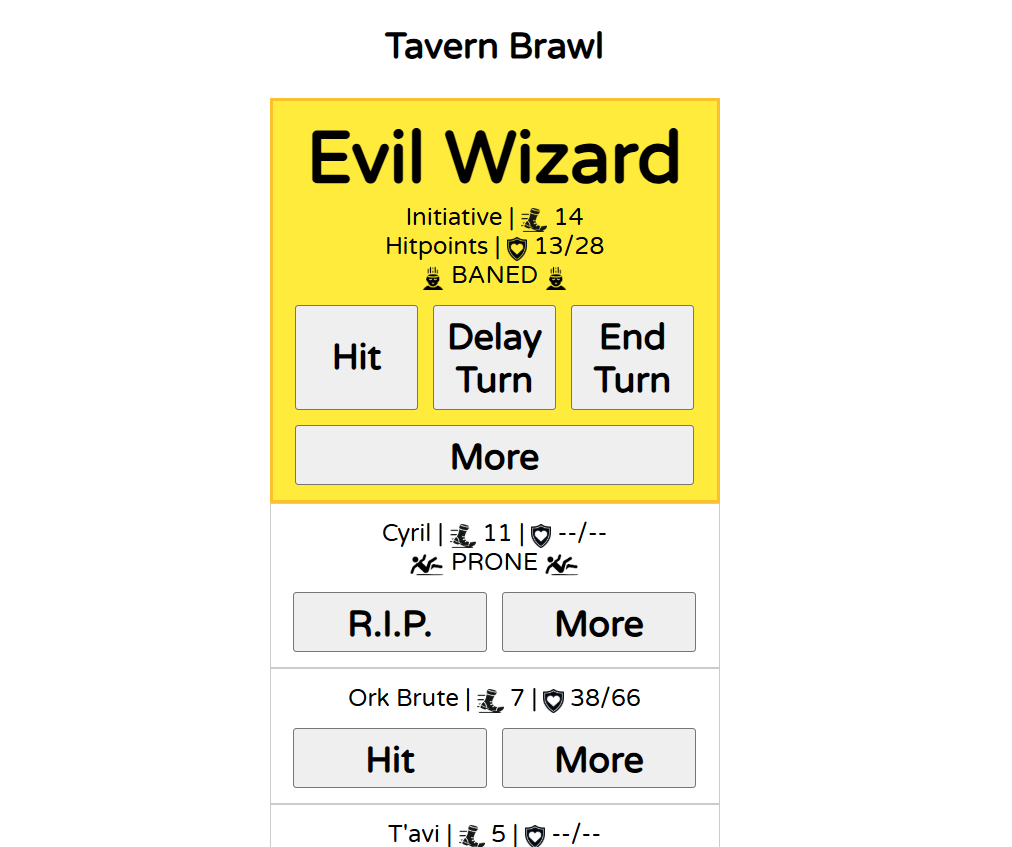 Tavern Brawl
Evil Wizard
Initiative | 14
Hitpoints | 13/28
BANED
Hit
Delay
Turn
End
Turn
More
Cyril | 11 | --/--
PRONE
R.I.P.
More
Ork Brute | 7 | 38/66
Hit
More
T'avi | 5 | --/--